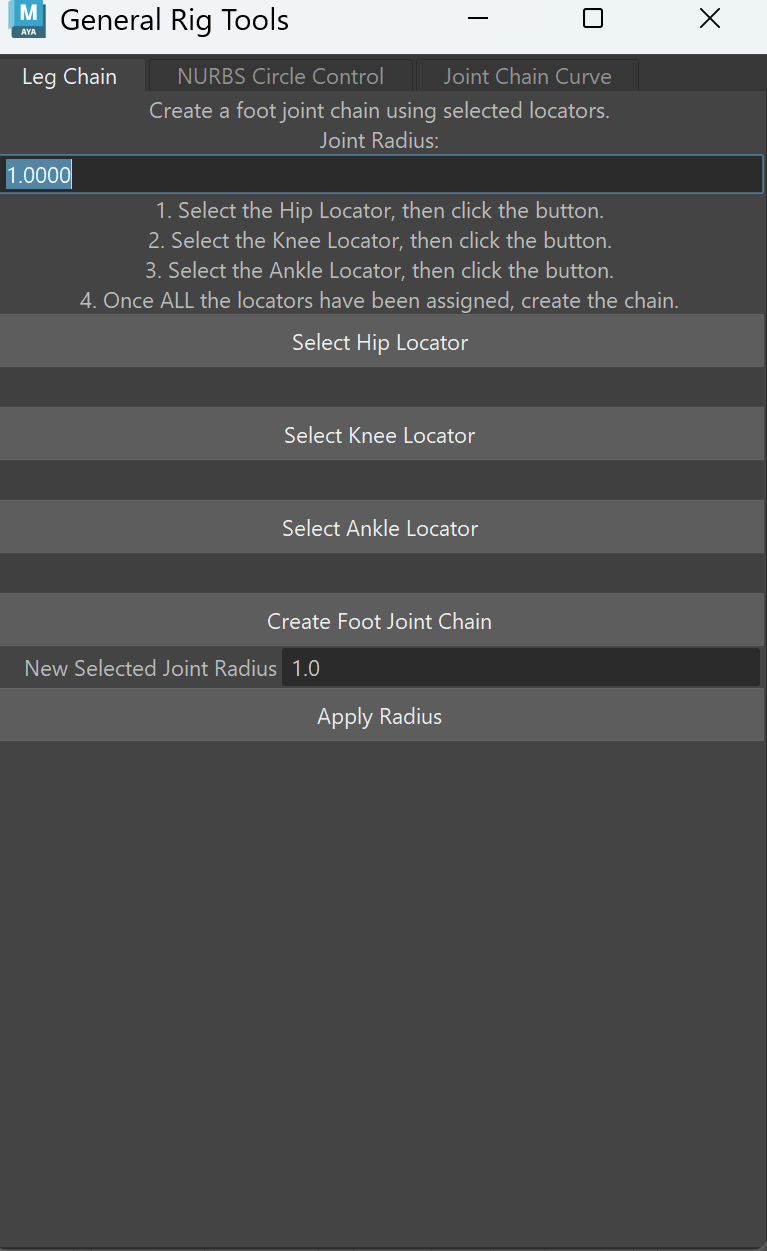 M
AYA
General Rig Tools
Leg Chain NURBS Circle Control Joint Chain Curve
Create a foot joint chain using selected locators.
Joint Radius:
1.0000
1. Select the Hip Locator, then click the button.
2. Select the Knee Locator, then click the button.
3. Select the Ankle Locator, then click the button.
4. Once ALL the locators have been assigned, create the chain.
Select Hip Locator
Select Knee Locator
Select Ankle Locator
Create Foot Joint Chain
New Selected Joint Radius 1.0
Apply Radius